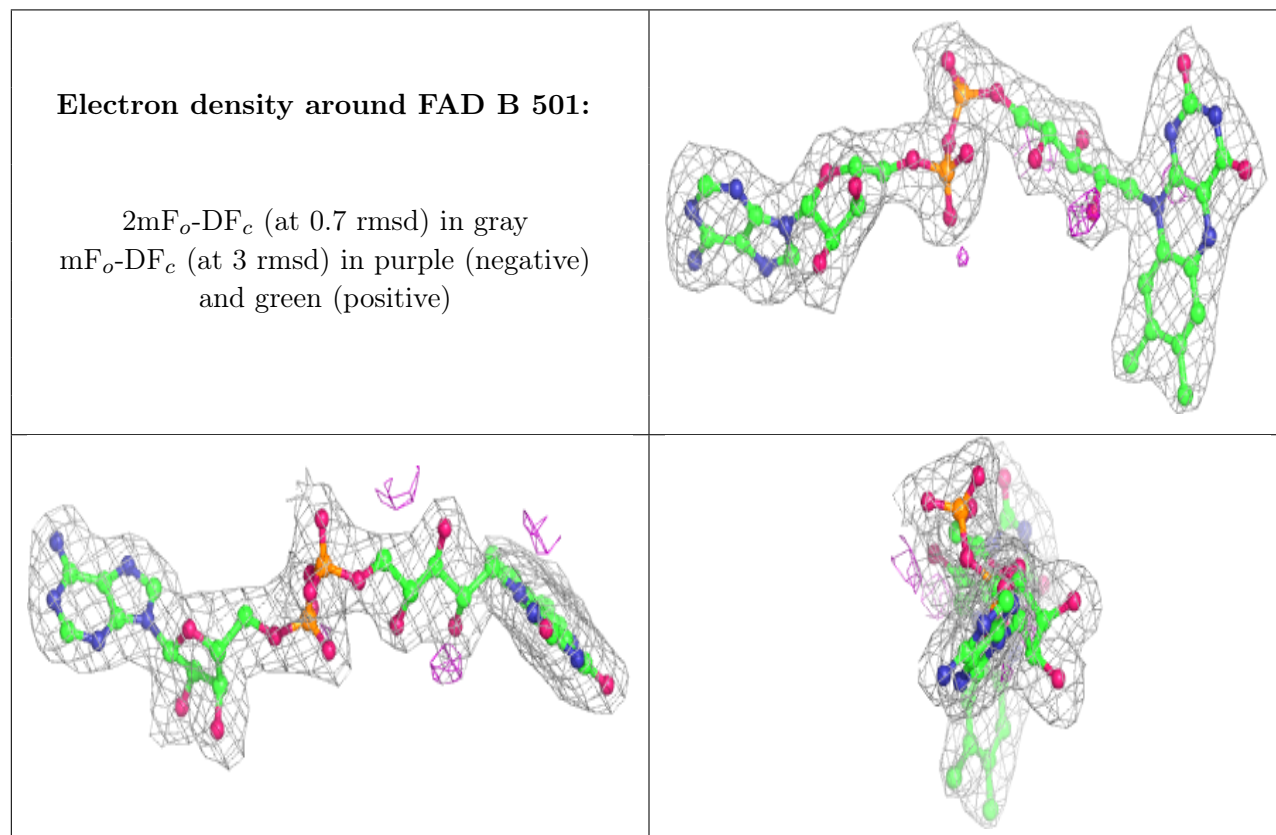 Electron density around FAD B 501:
2mFo-DFc (at 0.7 rmsd) in gray
mFo-DFc (at 3 rmsd) in purple (negative)
and green (positive)